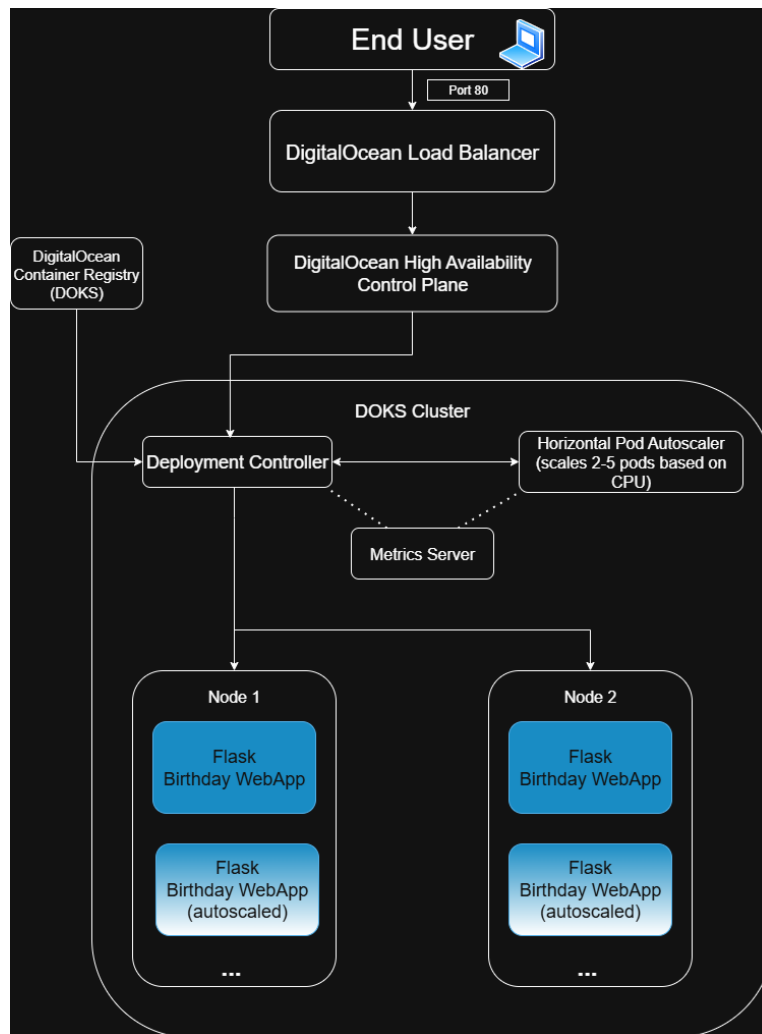 End User
Port 80
DigitalOcean Load Balancer
DigitalOcean High Availability
Control Plane
DigitalOcean
Container Registry
(DOKS)
DOKS Cluster
Deployment Controller
Horizontal Pod Autoscaler
(scales 2-5 pods based on
CPU)
Metrics Server
Node 1
Flask
Birthday WebApp
Flask
Birthday WebApp
(autoscaled)
...
Node 2
Flask
Birthday WebApp
Flask
Birthday WebApp
(autoscaled)
...